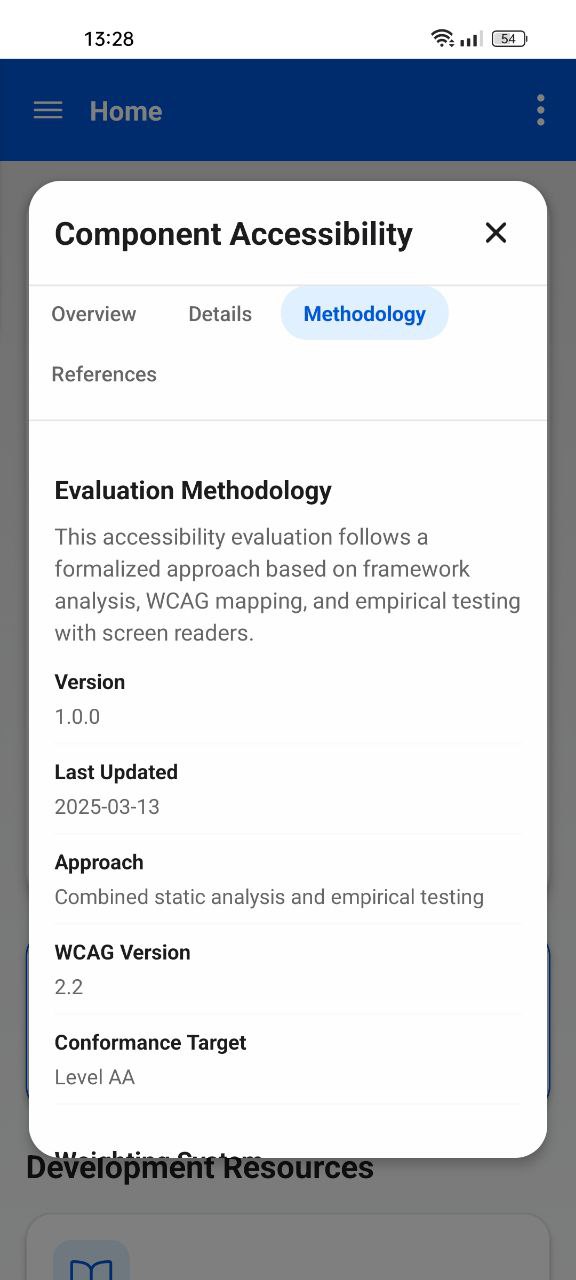 13:28
54
Home
Component Accessibility
Overview
Details
Methodology
References
Evaluation Methodology
This accessibility evaluation follows a
formalized approach based on framework
analysis, WCAG mapping, and empirical testing
with screen readers.
Version
1.0.0
Last Updated
2025-03-13
Approach
Combined static analysis and empirical testing
WCAG Version
2.2
Conformance Target
Level AA
Weighting System
Development Resources